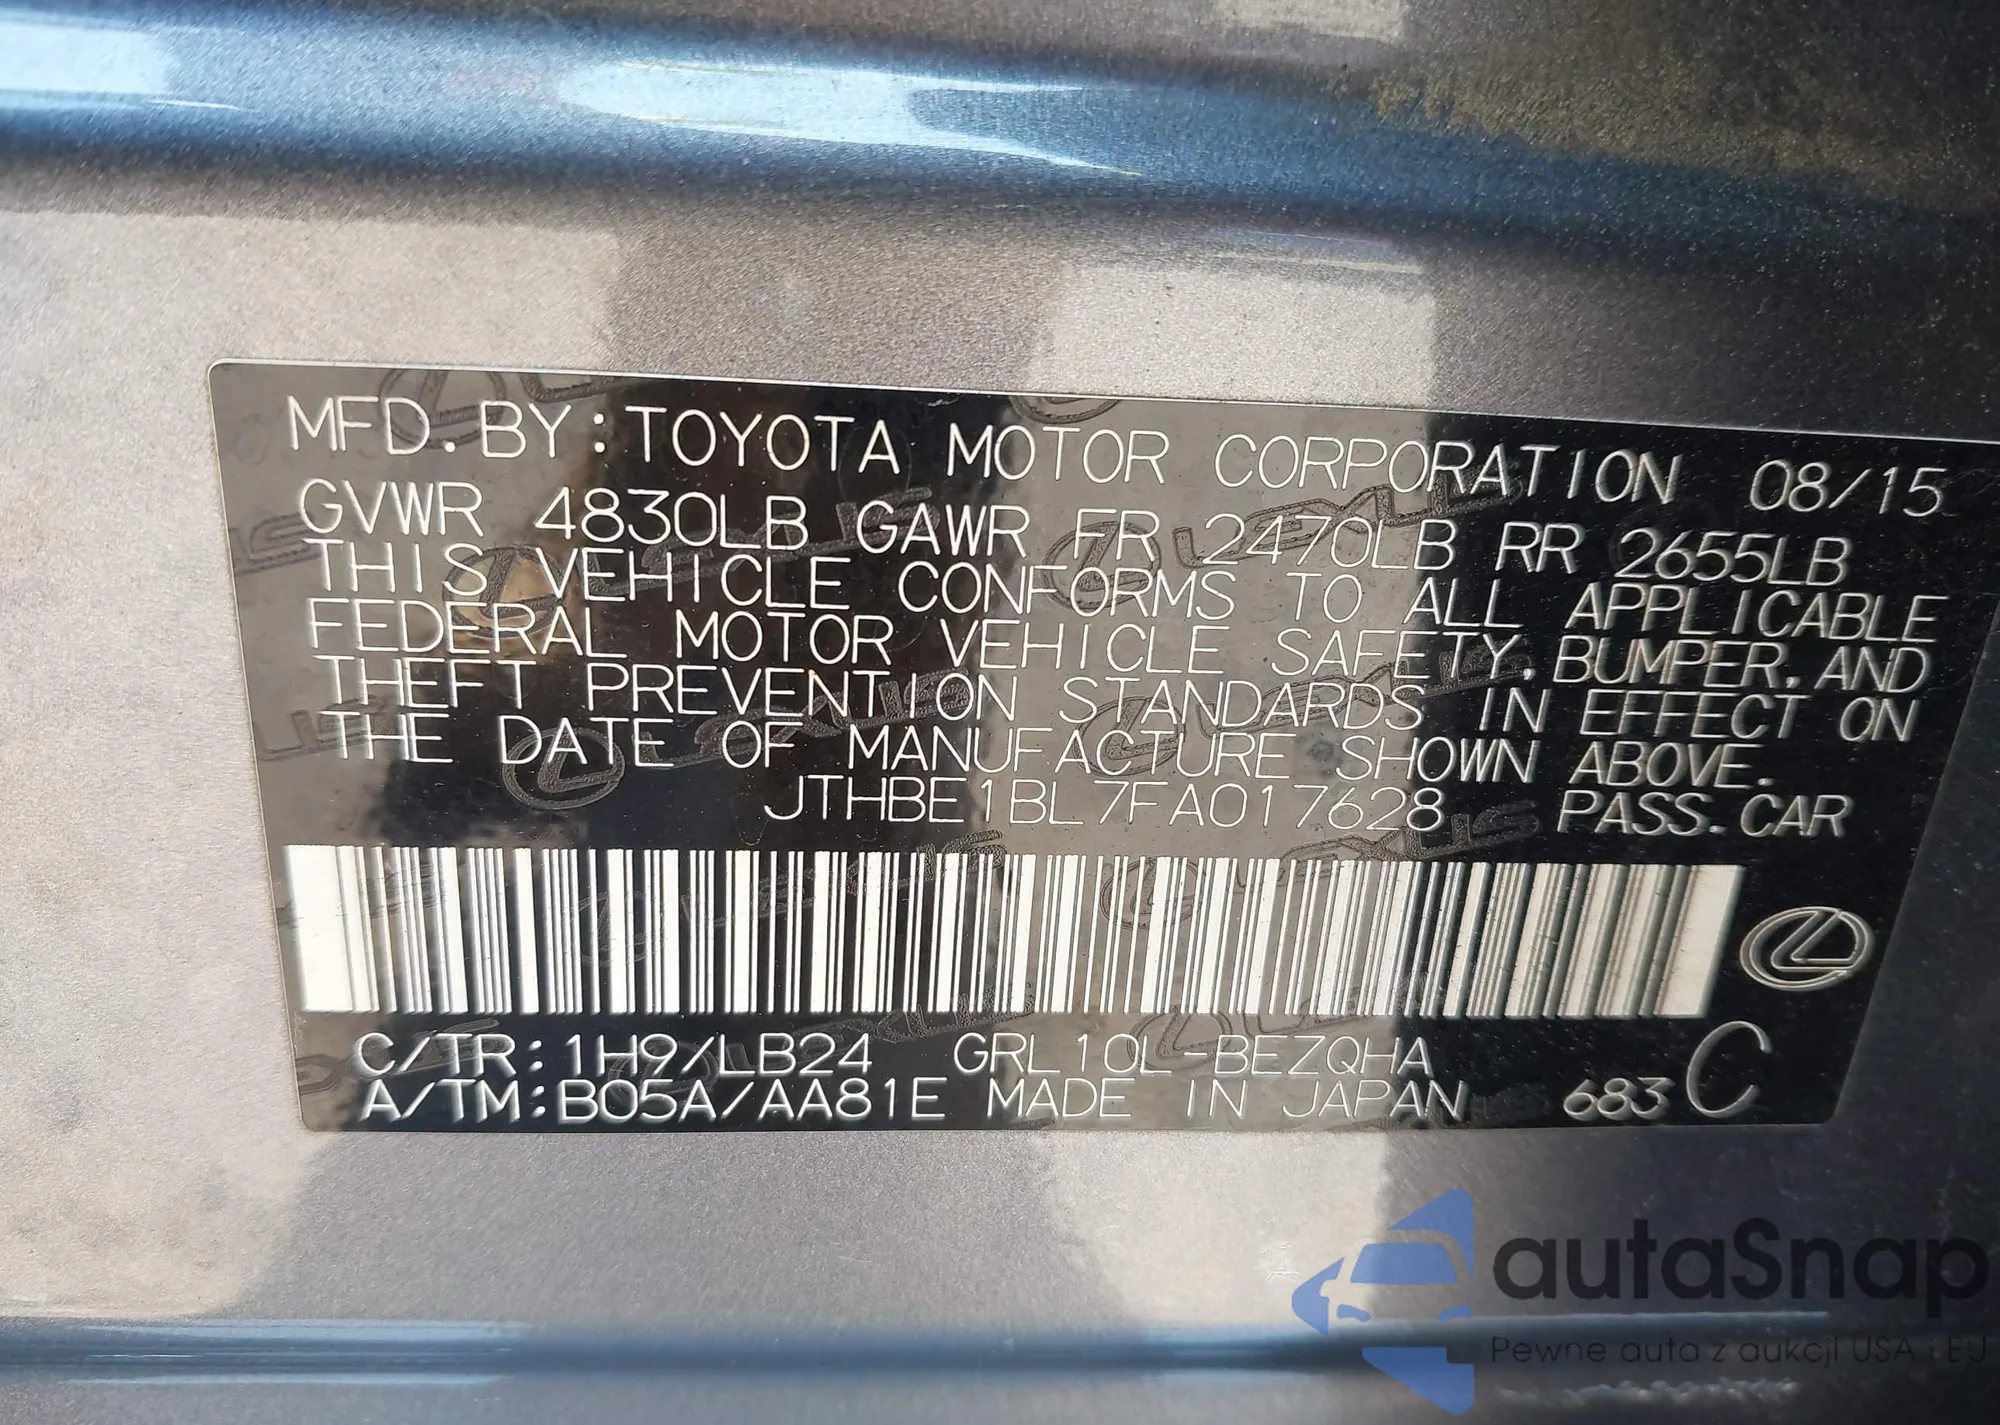 MFD. BY: TOYOTA MOTOR CORPORATION 08/15
GVWR 4830LB GAWR FR 2470LB RR 2655LB
THIS VEHICLE CONFORMS TO ALL APPLICABLE
FEDERAL MOTOR VEHICLE SAFETY, BUMPER, AND
THEFT PREVENTION STANDARDS IN EFFECT ON
THE DATE OF MANUFACTURE SHOWN ABOVE.
JTHBE1BL7FA017628 PASS. CAR
C/TR: 1H9/LB24 GRL10L-BEZQHA
A/TM: B05A/AA81E MADE IN JAPAN 683 C
autaSnap
Pewne auta z aukcji USA i EU